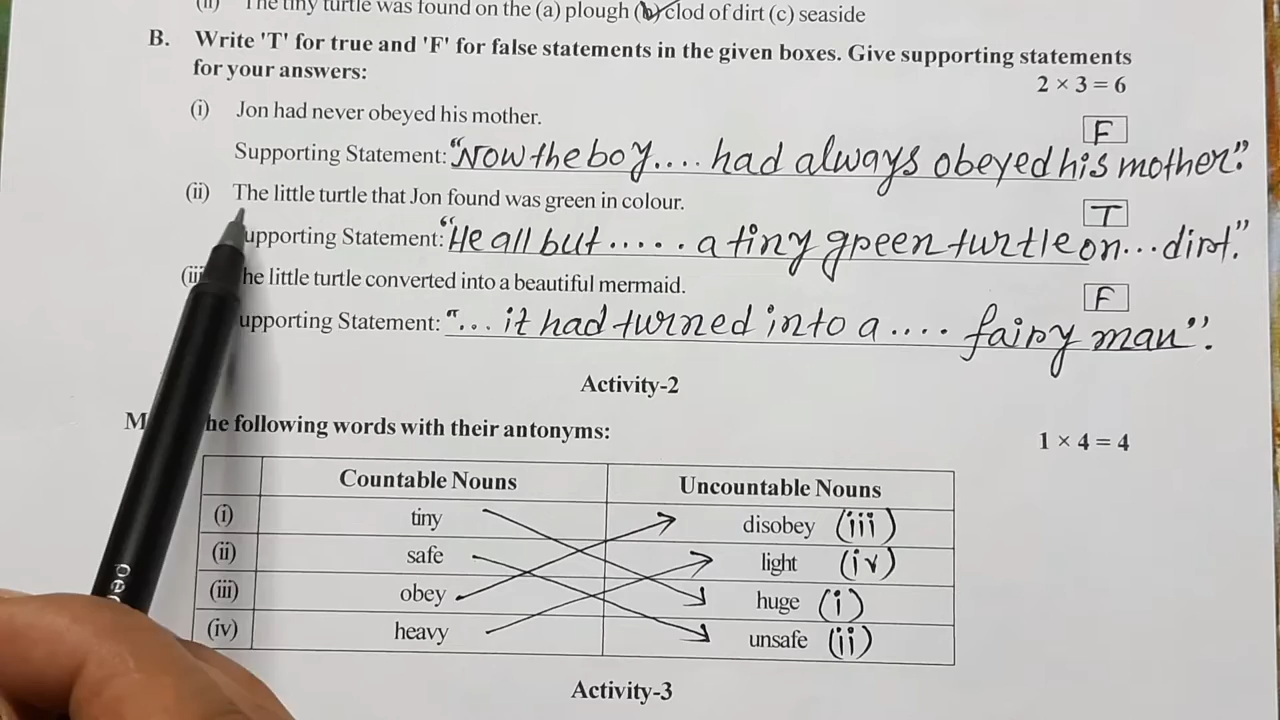 (ii) The tiny turtle was found on the (a) plough (b) clod of dirt (c) seaside
B. Write 'T' for true and 'F' for false statements in the given boxes. Give supporting statements
for your answers: 2 × 3 = 6
(i) Jon had never obeyed his mother. F
Supporting Statement: "Now the boy.... had always obeyed his mother".
(ii) The little turtle that Jon found was green in colour. T
upporting Statement: "He all but ..... a tiny green turtle on... dirt."
(iii he little turtle converted into a beautiful mermaid. F
upporting Statement: "... it had turned into a .... fairy man".
Activity-2
M he following words with their antonyms: 1 × 4 = 4
Countable Nouns Uncountable Nouns
(i) tiny disobey (iii)
(ii) safe light (iv)
(iii) obey huge (i)
(iv) heavy unsafe (ii)
Activity-3